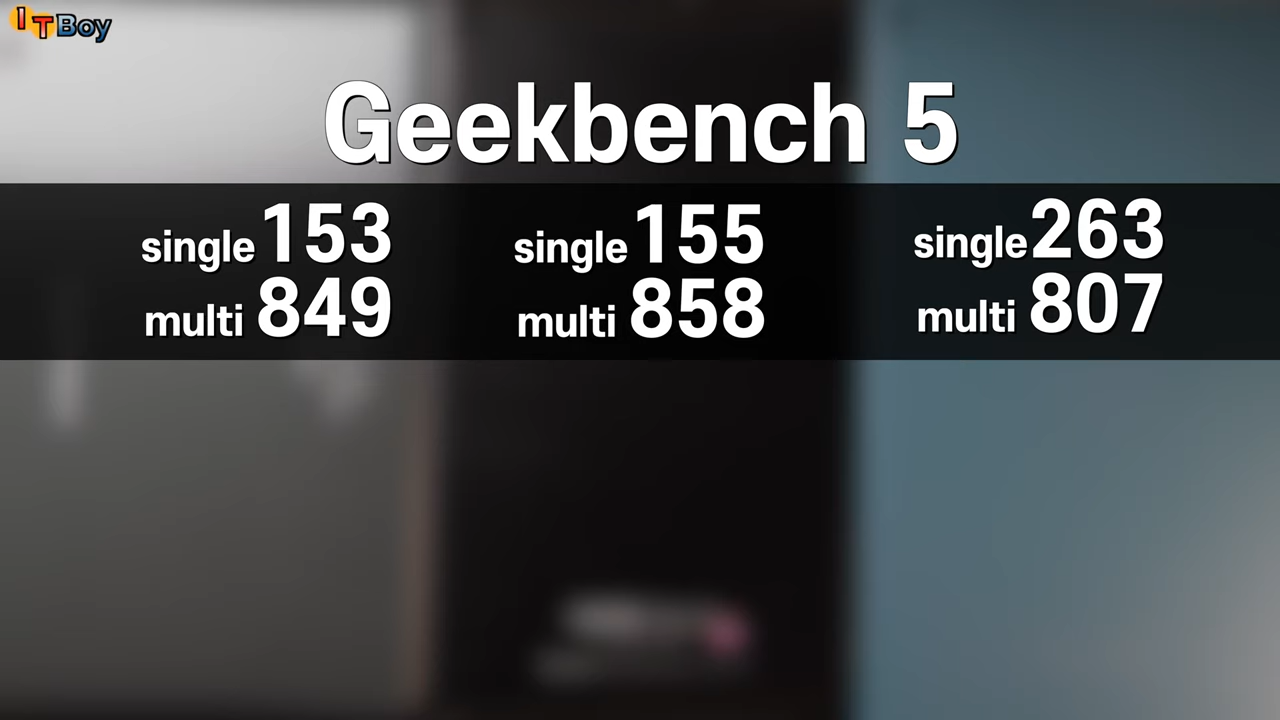 ITBoy
Geekbench 5
single 153
multi 849
single 155
multi 858
single 263
multi 807